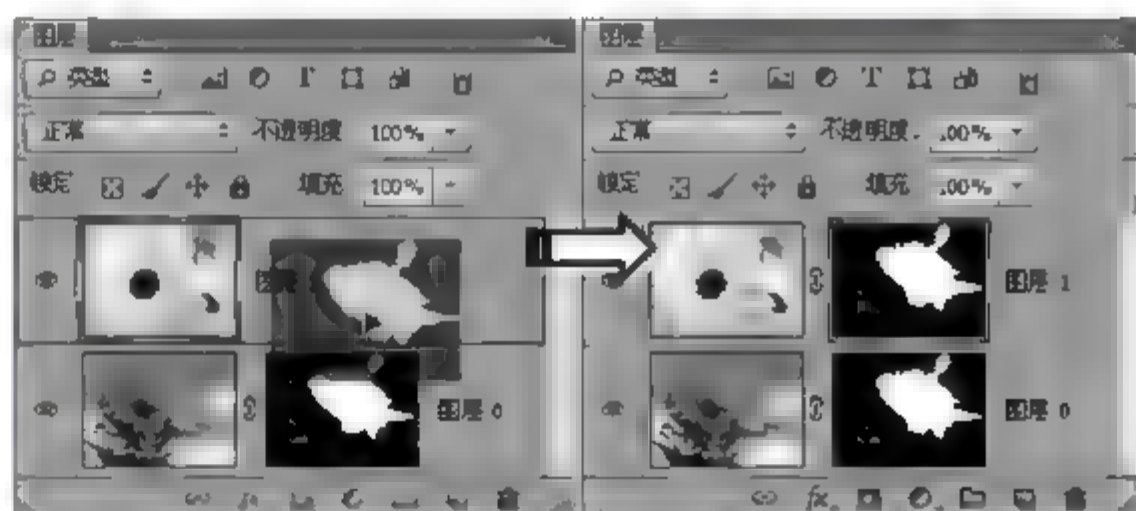 图层
类型
正常 不透明度 100%
锁定 填充 100%
图层 0
图层
类型
正常 不透明度
锁定 填充
图层 1
图层 0